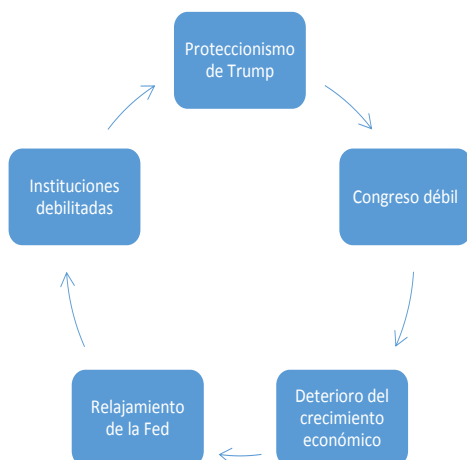 Proteccionismo
de Trump
Congreso débil
Deterioro del
crecimiento
económico
Relajamiento
de la Fed
Instituciones
debilitadas